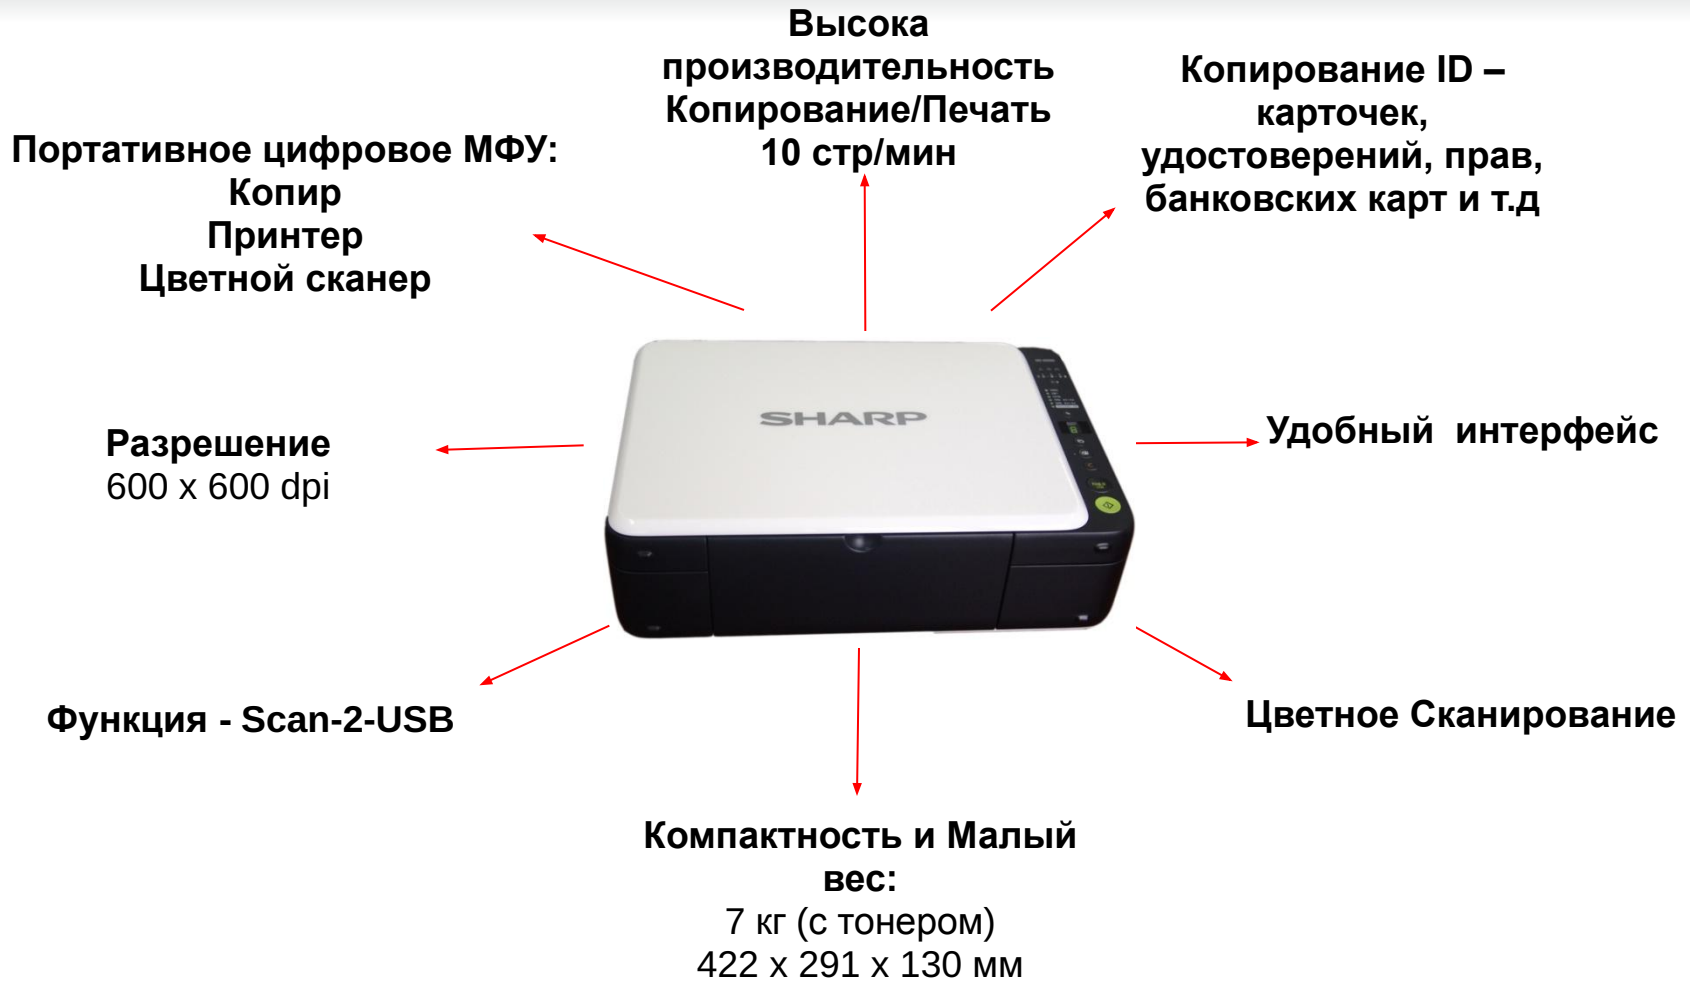 Высока
производительность
Копирование/Печать
10 стр/мин
Копирование ID –
карточек,
удостоверений, прав,
банковских карт и т.д
Портативное цифровое МФУ:
Копир
Принтер
Цветной сканер
SHARP
Разрешение
600 x 600 dpi
Удобный  интерфейс
Функция - Scan-2-USB
Цветное Сканирование
Компактность и Малый
вес:
7 кг (с тонером)
422 x 291 x 130 мм